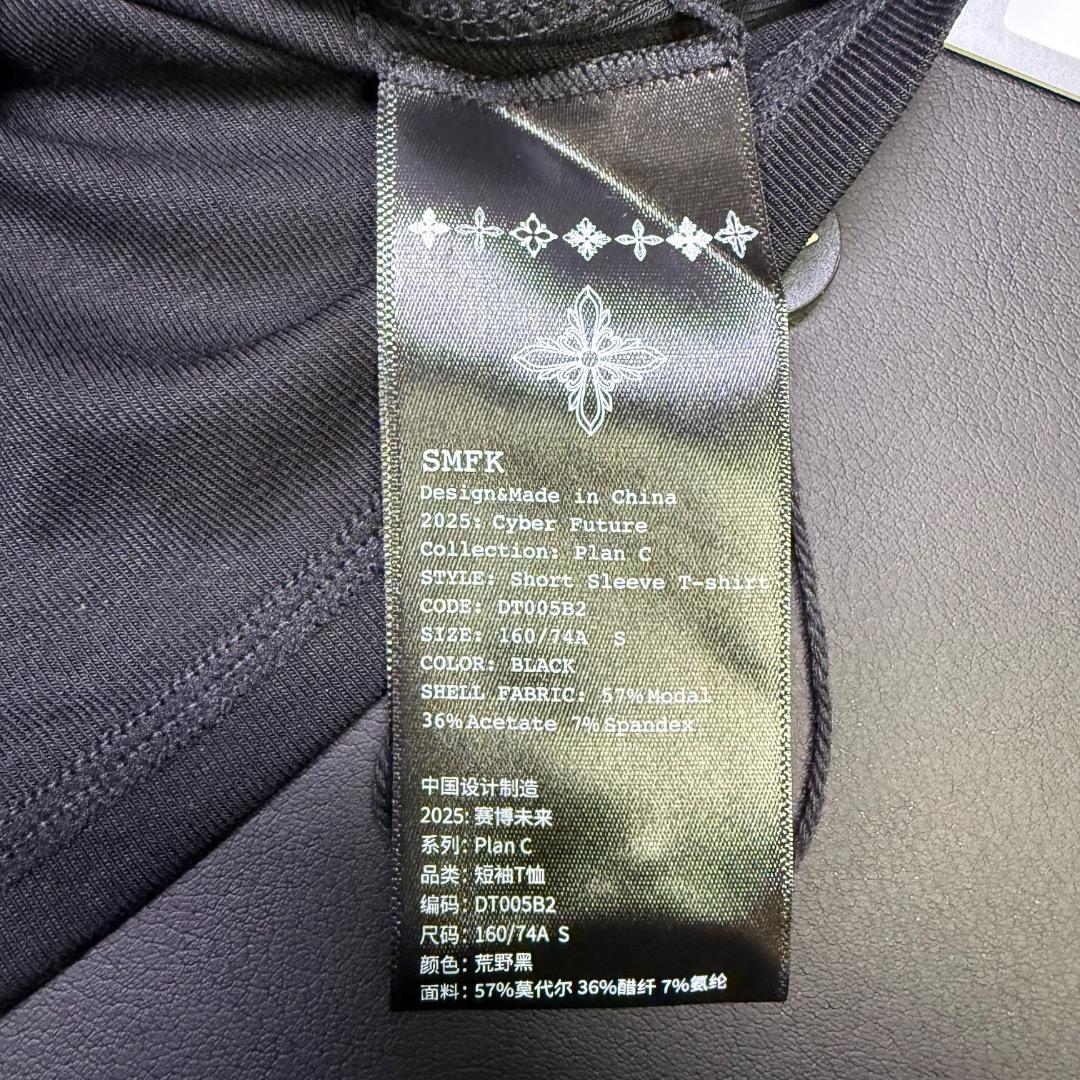 SMFK
Design&Made in China
2025: Cyber Future
Collection: Plan C
STYLE: Short Sleeve T-shirt
CODE: DT005B2
SIZE: 160/74A S
COLOR: BLACK
SHELL FABRIC: 57%Modal
36%Acetate 7%Spandex
中国设计制造
2025: 赛博未来
系列: Plan C
品类: 短袖T恤
编码: DT005B2
尺码: 160/74A S
颜色: 荒野黑
面料: 57%莫代尔 36%醋纤 7%氨纶